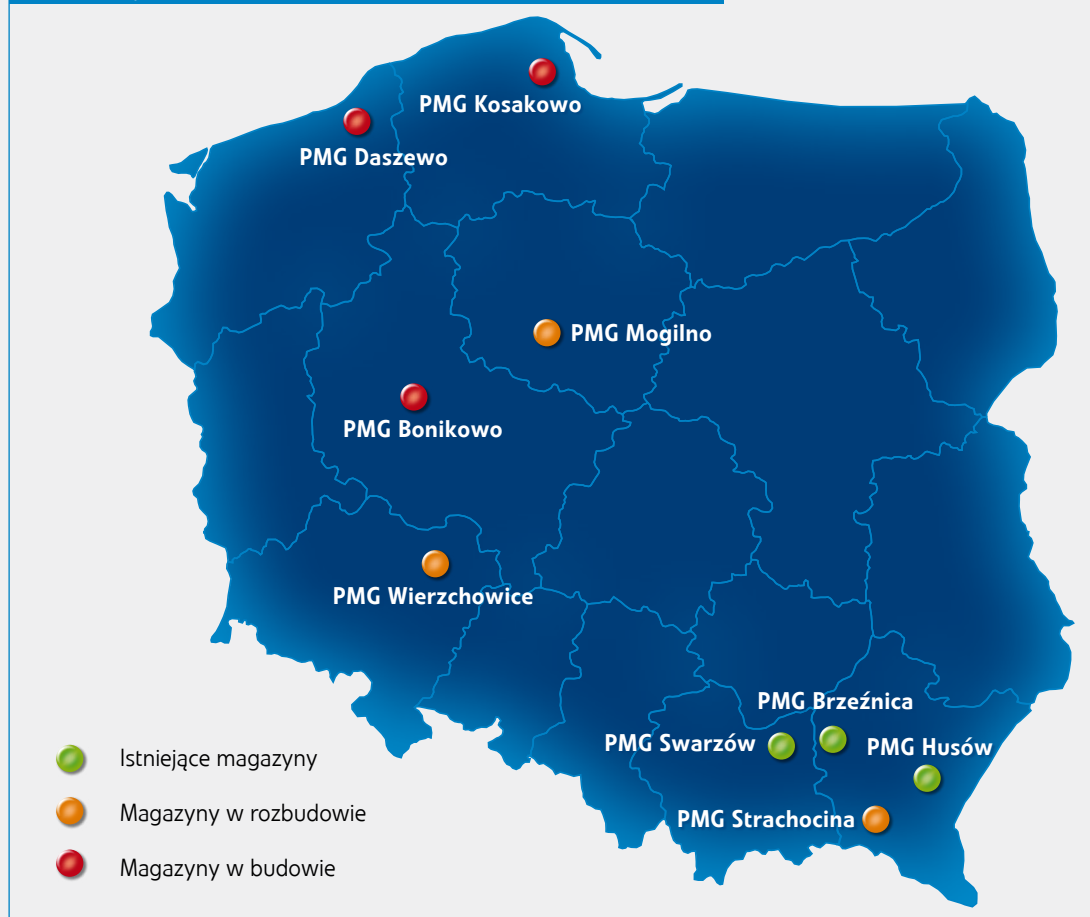 PMG Kosakowo
PMG Daszewo
PMG Mogilno
PMG Bonikowo
PMG Wierzchowice
PMG Brzeźnica
PMG Swarzów
PMG Husów
PMG Strachocina
Istniejące magazyny
Magazyny w rozbudowie
Magazyny w budowie